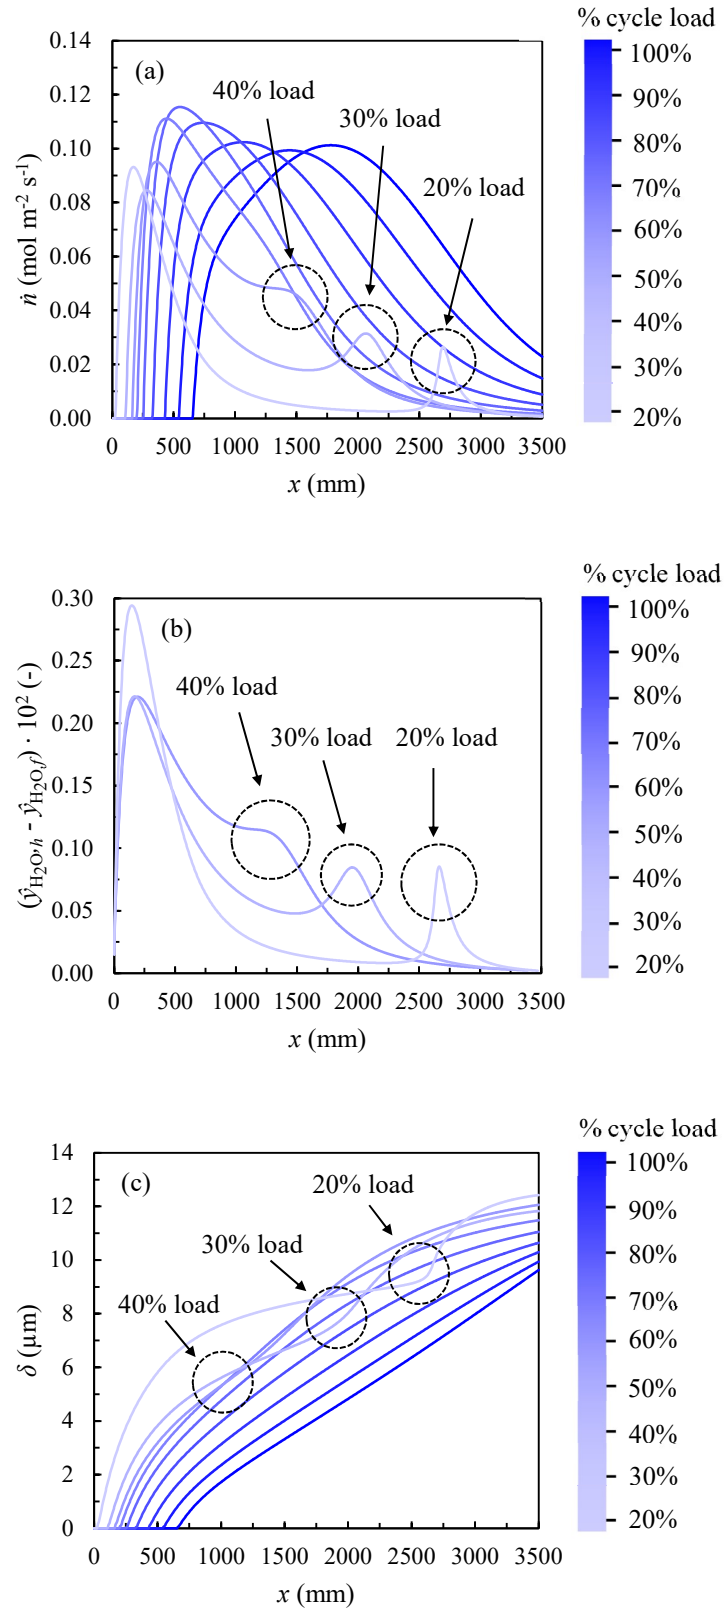 % cycle load
(a)
40% load
30% load
20% load
0.14
0.12
0.10
0.08
0.06
0.04
0.02
0.00
ṅ (mol m⁻² s⁻¹)
0 500 1000 1500 2000 2500 3000 3500
x (mm)
100%
90%
80%
70%
60%
50%
40%
30%
20%
% cycle load
(b)
40% load
30% load
20% load
0.30
0.25
0.20
0.15
0.10
0.05
0.00
(ŷH₂O,h - ŷH₂O,f) · 10² (-)
0 500 1000 1500 2000 2500 3000 3500
x (mm)
100%
90%
80%
70%
60%
50%
40%
30%
20%
% cycle load
(c)
20% load
30% load
40% load
14
12
10
8
6
4
2
0
δ (μm)
0 500 1000 1500 2000 2500 3000 3500
x (mm)
100%
90%
80%
70%
60%
50%
40%
30%
20%